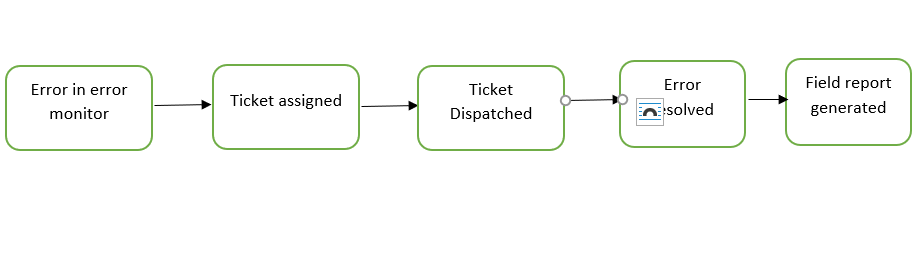 Error in error
monitor
Ticket assigned
Ticket
Dispatched
Error
esolved
Field report
generated